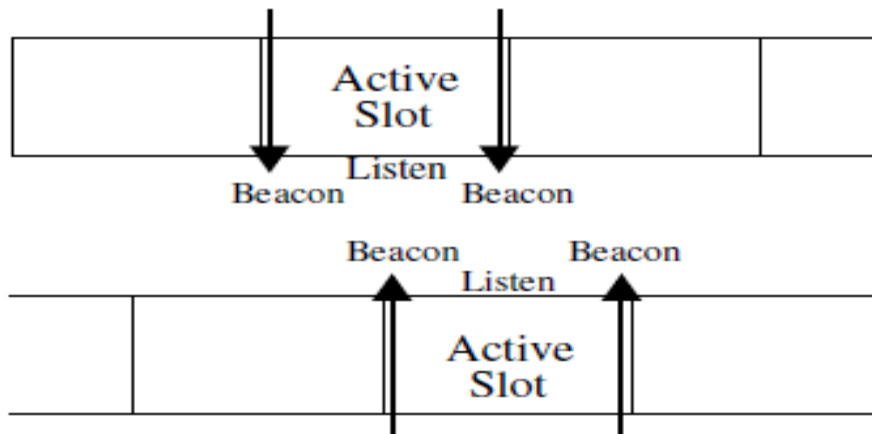 Active
Slot
Listen
Beacon Beacon
Beacon Beacon
Listen
Active
Slot